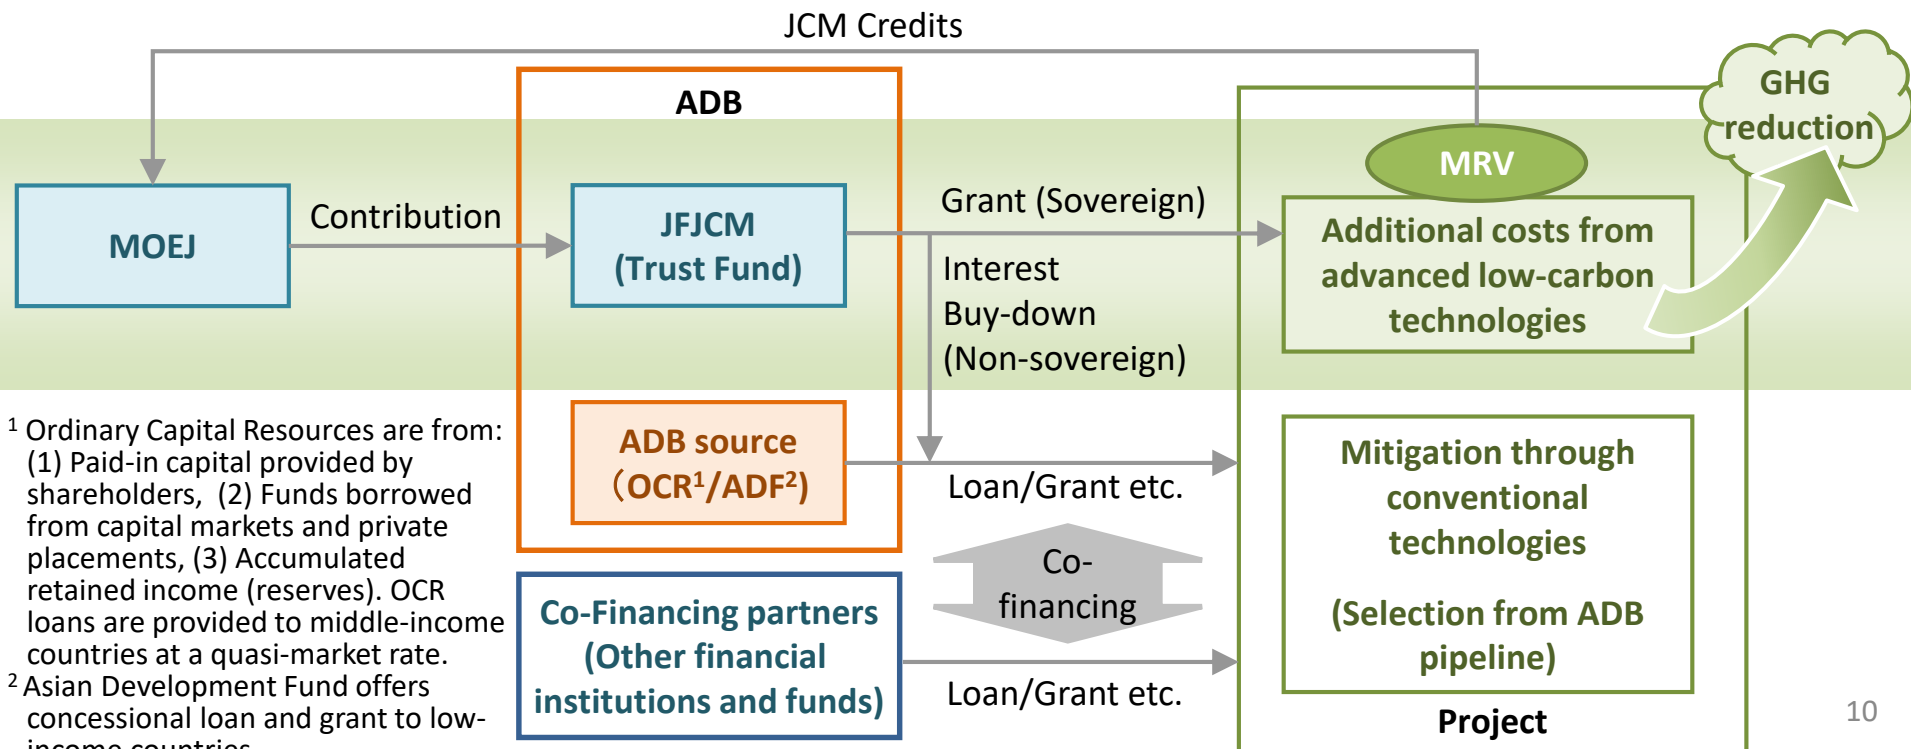 JCM Credits
ADB
GHG
reduction
MRV
MOEJ
Contribution
JFJCM
(Trust Fund)
Grant (Sovereign)
Interest
Buy-down
(Non-sovereign)
Additional costs from
advanced low-carbon
technologies
¹ Ordinary Capital Resources are from:
(1) Paid-in capital provided by
shareholders, (2) Funds borrowed
from capital markets and private
placements, (3) Accumulated
retained income (reserves). OCR
loans are provided to middle-income
countries at a quasi-market rate.
² Asian Development Fund offers
concessional loan and grant to low-
income countries
ADB source
（OCR¹/ADF²)
Loan/Grant etc.
Co-
financing
Co-Financing partners
(Other financial
institutions and funds)
Loan/Grant etc.
Mitigation through
conventional
technologies
(Selection from ADB
pipeline)
Project
10